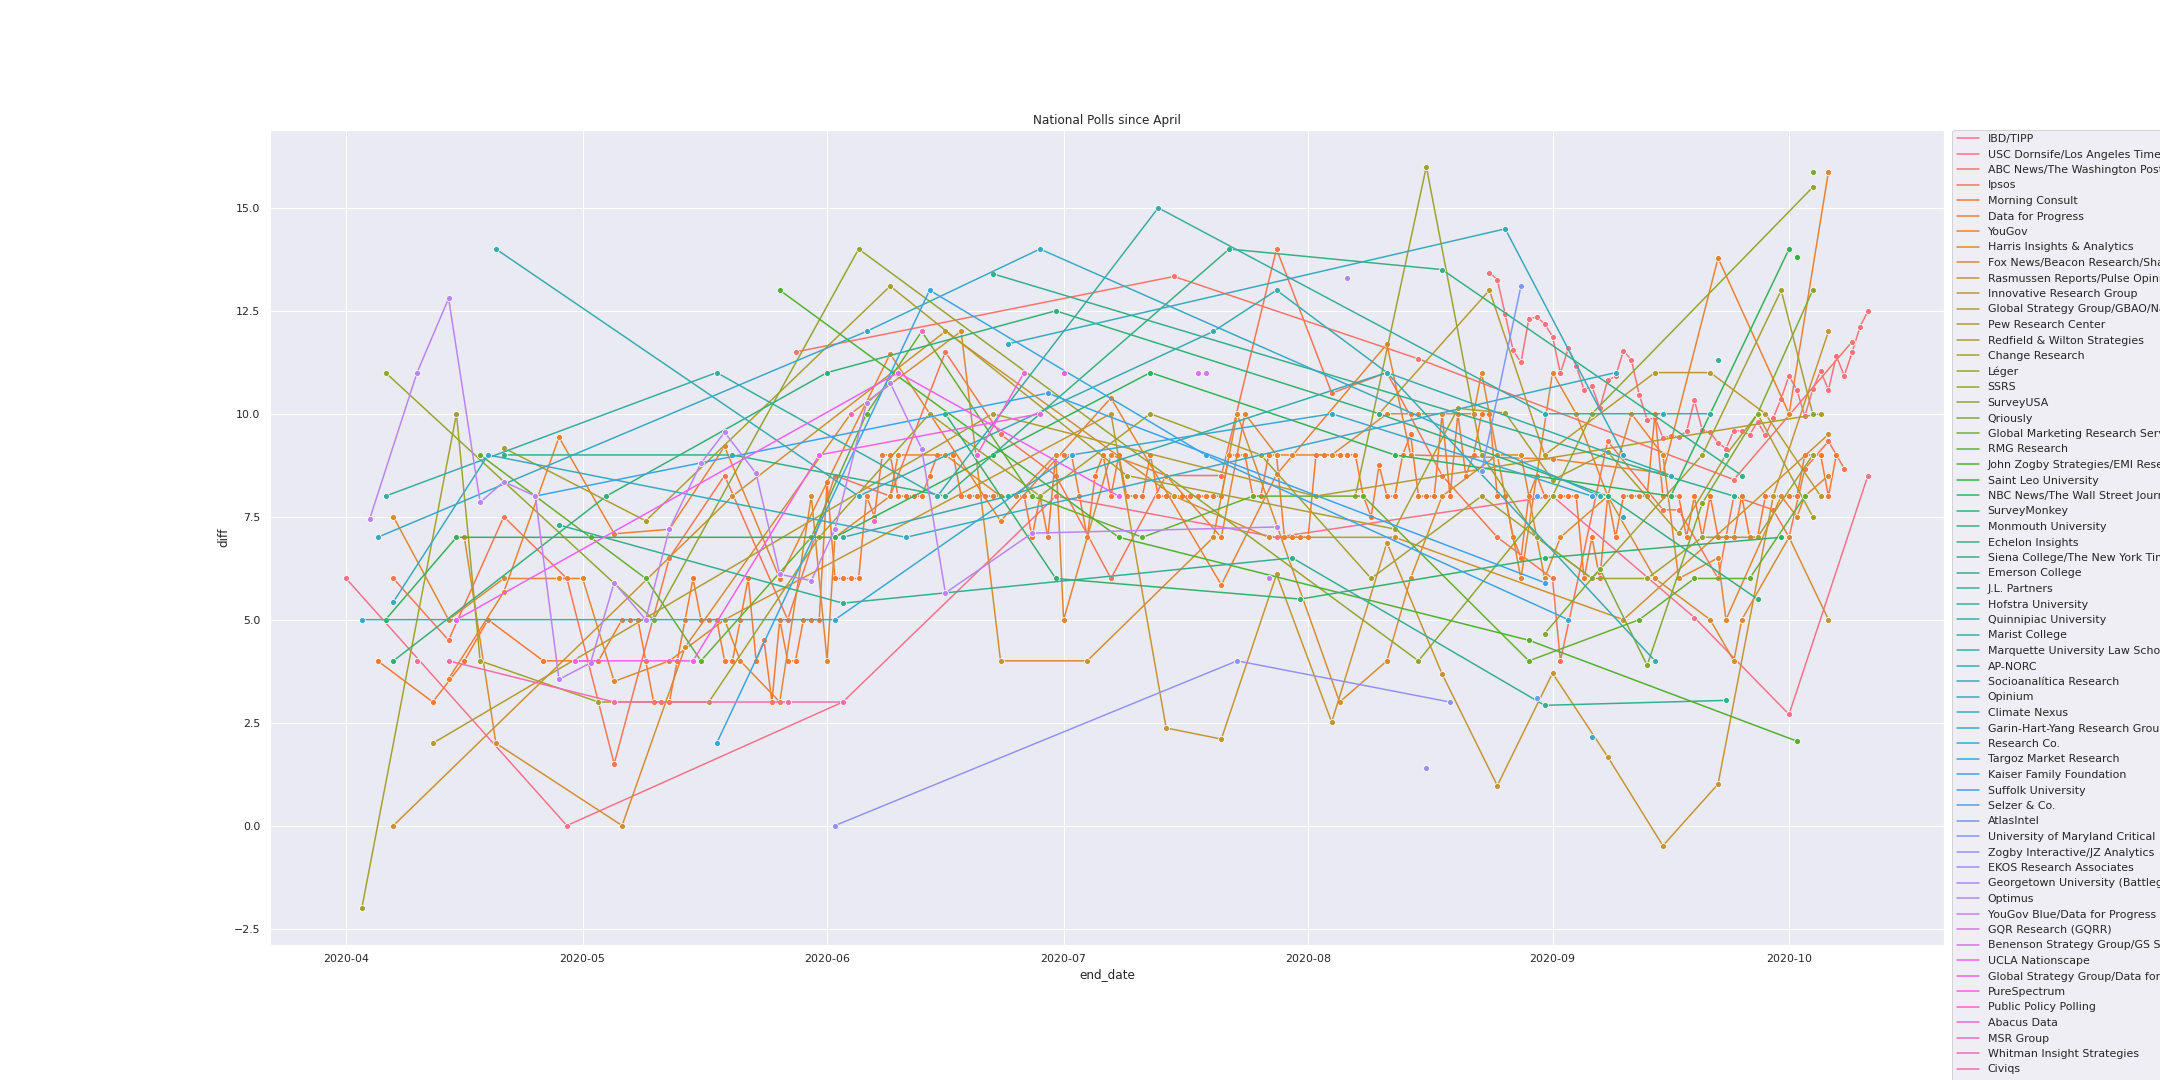 National Polls since April
15.0
12.5
10.0
7.5
5.0
2.5
0.0
−2.5
diff
2020-04 2020-05 2020-06 2020-07 2020-08 2020-09 2020-10
end_date
IBD/TIPP
USC Dornsife/Los Angeles Time
ABC News/The Washington Pos
Ipsos
Morning Consult
Data for Progress
YouGov
Harris Insights & Analytics
Fox News/Beacon Research/Sha
Rasmussen Reports/Pulse Opini
Innovative Research Group
Global Strategy Group/GBAO/N
Pew Research Center
Redfield & Wilton Strategies
Change Research
Léger
SSRS
SurveyUSA
Qriously
Global Marketing Research Ser
RMG Research
John Zogby Strategies/EMI Rese
Saint Leo University
NBC News/The Wall Street Jour
SurveyMonkey
Monmouth University
Echelon Insights
Siena College/The New York Tim
Emerson College
J.L. Partners
Hofstra University
Quinnipiac University
Marist College
Marquette University Law Scho
AP-NORC
Socioanalítica Research
Opinium
Climate Nexus
Garin-Hart-Yang Research Grou
Research Co.
Targoz Market Research
Kaiser Family Foundation
Suffolk University
Selzer & Co.
AtlasIntel
University of Maryland Critical
Zogby Interactive/JZ Analytics
EKOS Research Associates
Georgetown University (Battleg
Optimus
YouGov Blue/Data for Progress
GQR Research (GQRR)
Benenson Strategy Group/GS S
UCLA Nationscape
Global Strategy Group/Data for
PureSpectrum
Public Policy Polling
Abacus Data
MSR Group
Whitman Insight Strategies
Civiqs